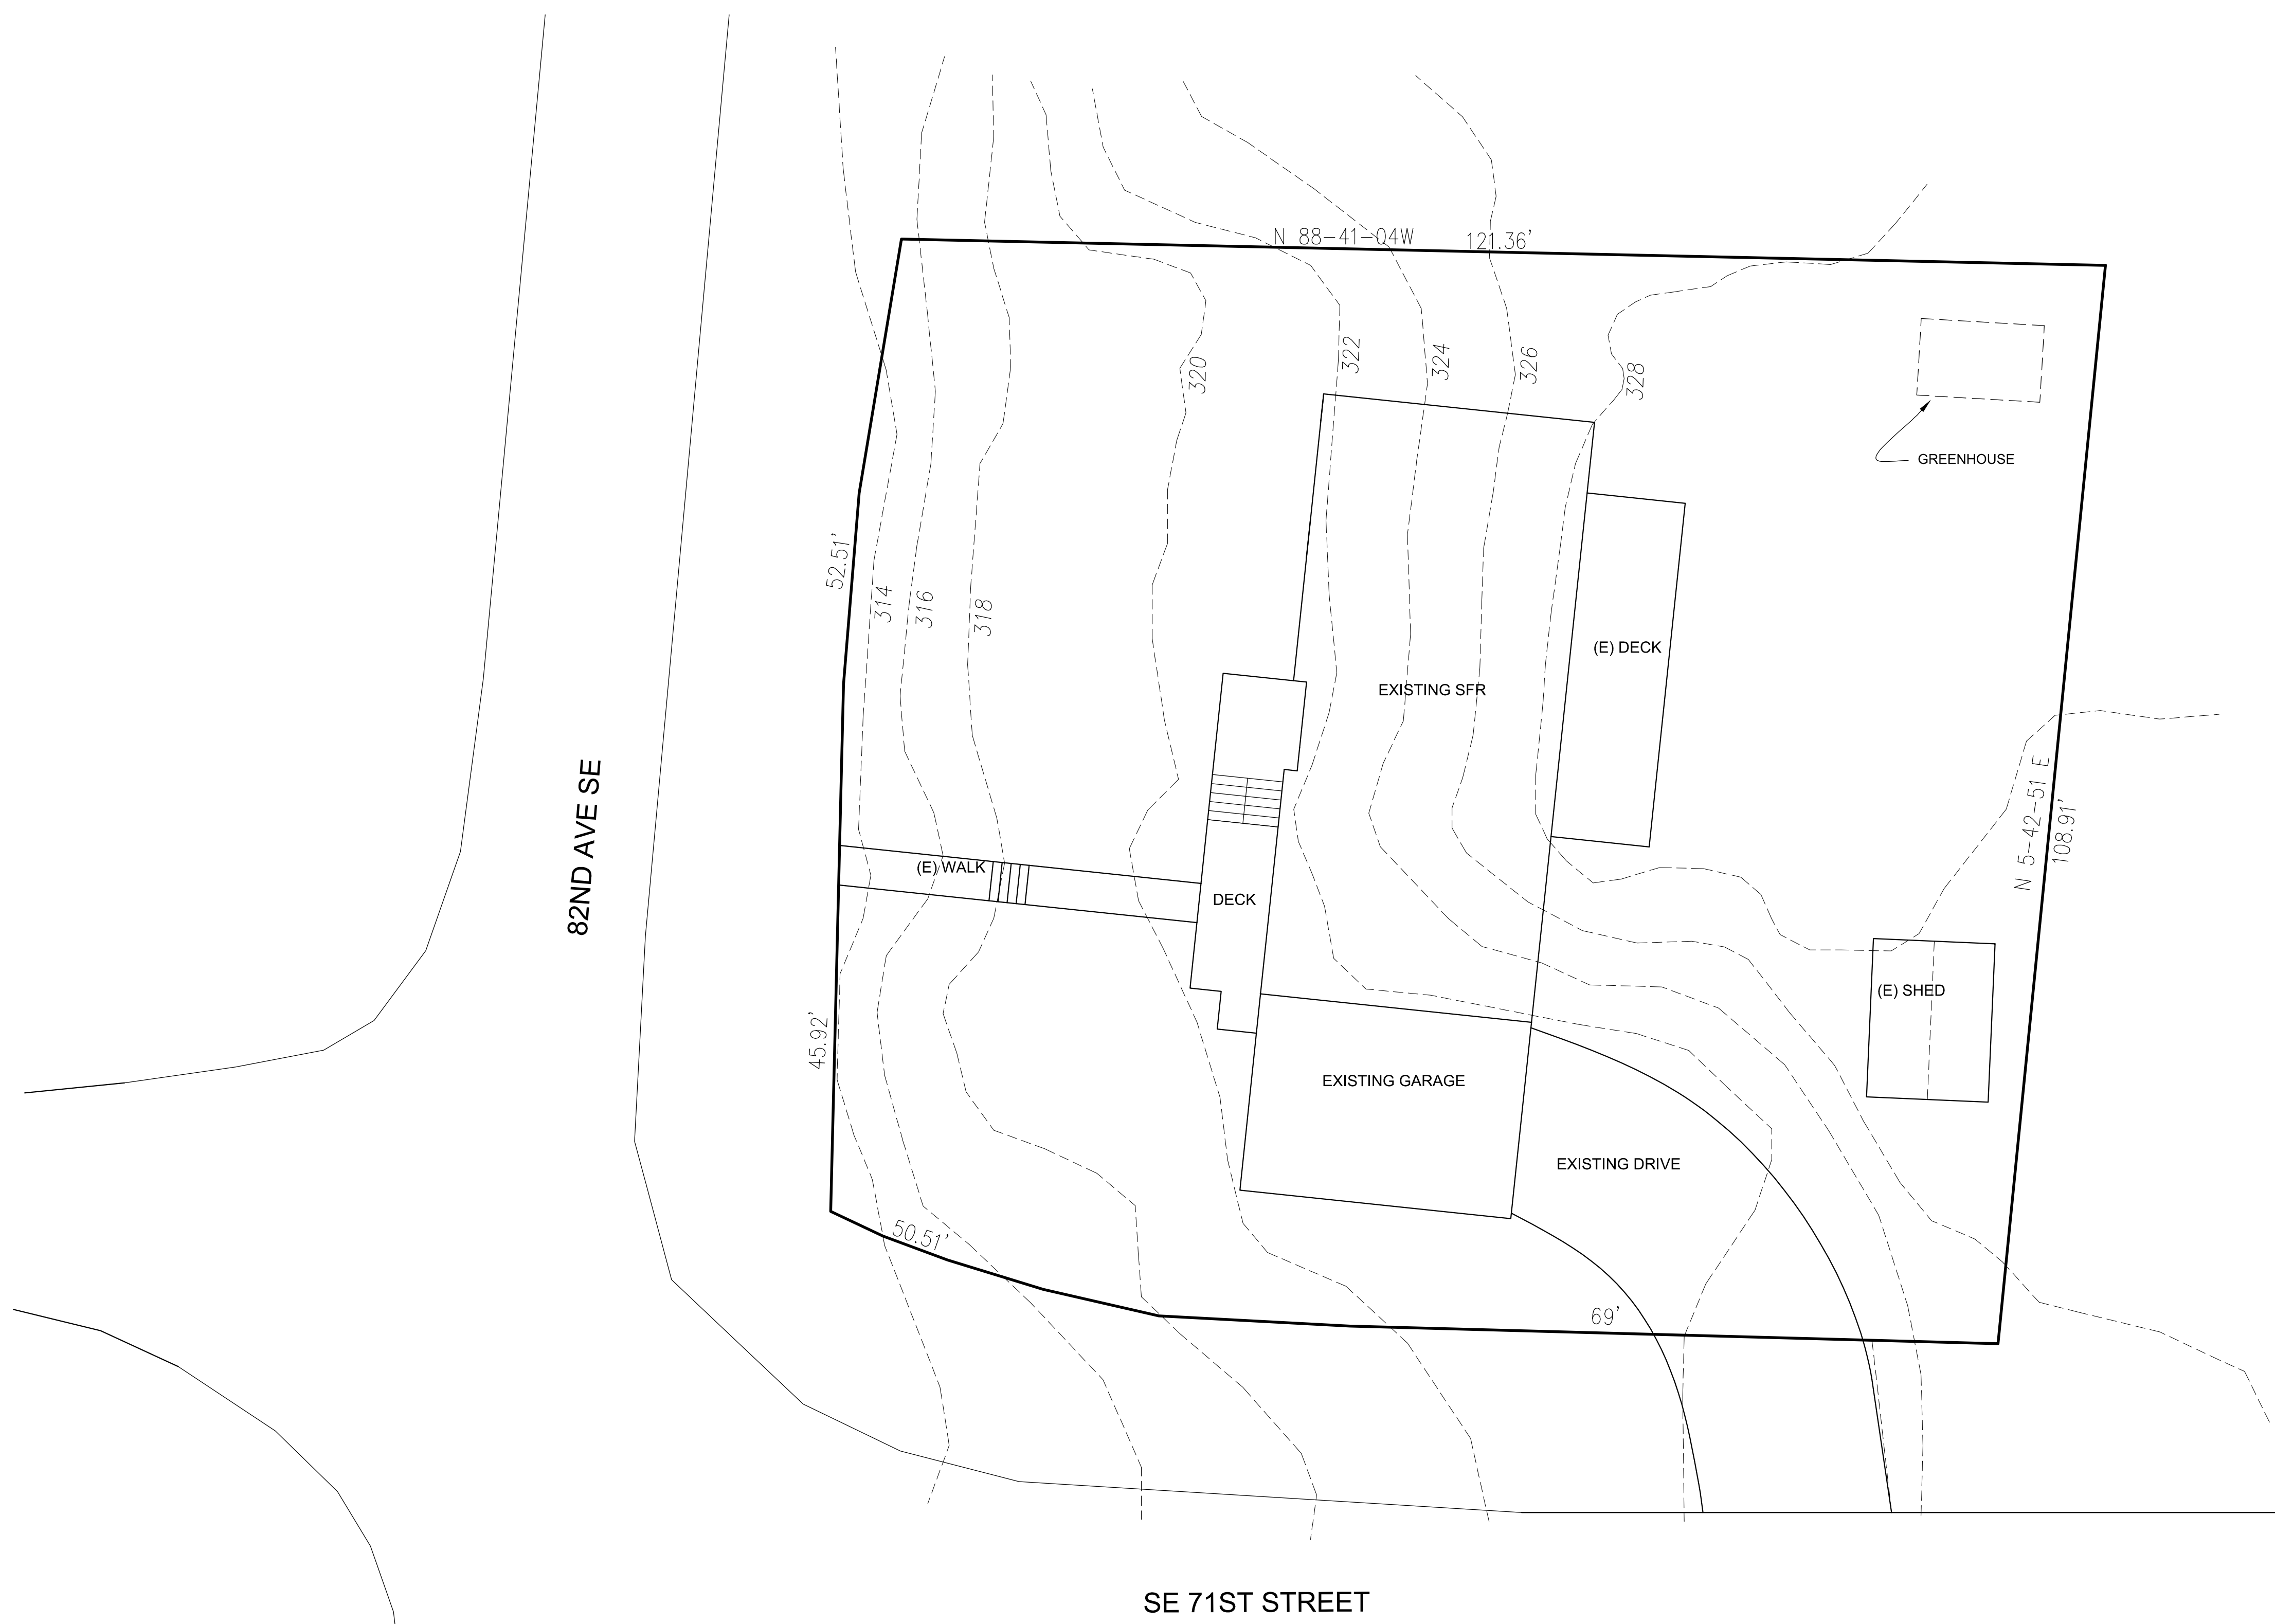 N 88-41-04W
121.36'
320
322
324
326
328
GREENHOUSE
52.51'
314
316
318
(E) DECK
EXISTING SFR
82ND AVE SE
(E) WALK
DECK
N 5-42-51 E
108.91'
(E) SHED
45.92'
EXISTING GARAGE
EXISTING DRIVE
50.51'
69'
SE 71ST STREET